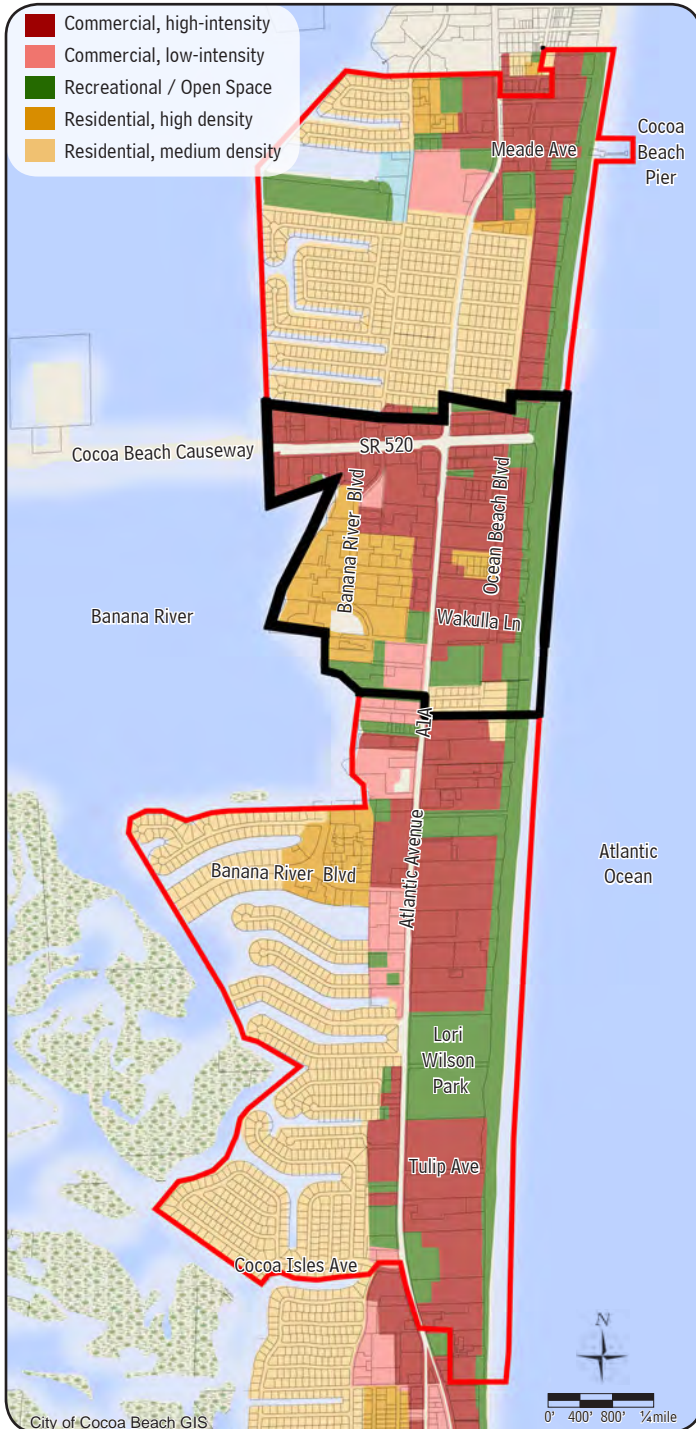 Commercial, high-intensity
Commercial, low-intensity
Recreational / Open Space
Residential, high density
Residential, medium density
Meade Ave
Cocoa
Beach
Pier
SR 520
Cocoa Beach Causeway
Banana River Blvd
Ocean Beach Blvd
Banana River
Wakulla Ln
A1A
Atlantic Avenue
Banana River Blvd
Atlantic
Ocean
Lori
Wilson
Park
Tulip Ave
Cocoa Isles Ave
N
0' 400' 800' ¼mile
City of Cocoa Beach GIS